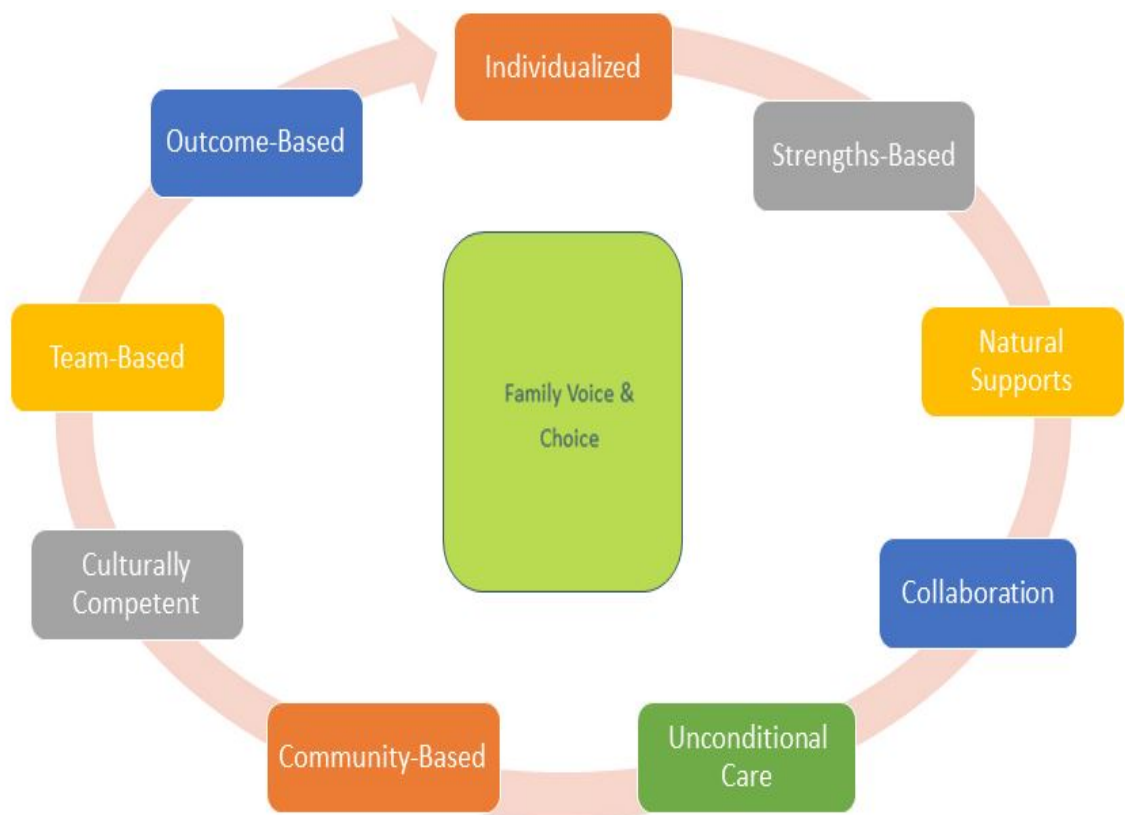 Individualized
Strengths-Based
Natural
Supports
Collaboration
Unconditional
Care
Community-Based
Culturally
Competent
Team-Based
Outcome-Based
Family Voice &
Choice